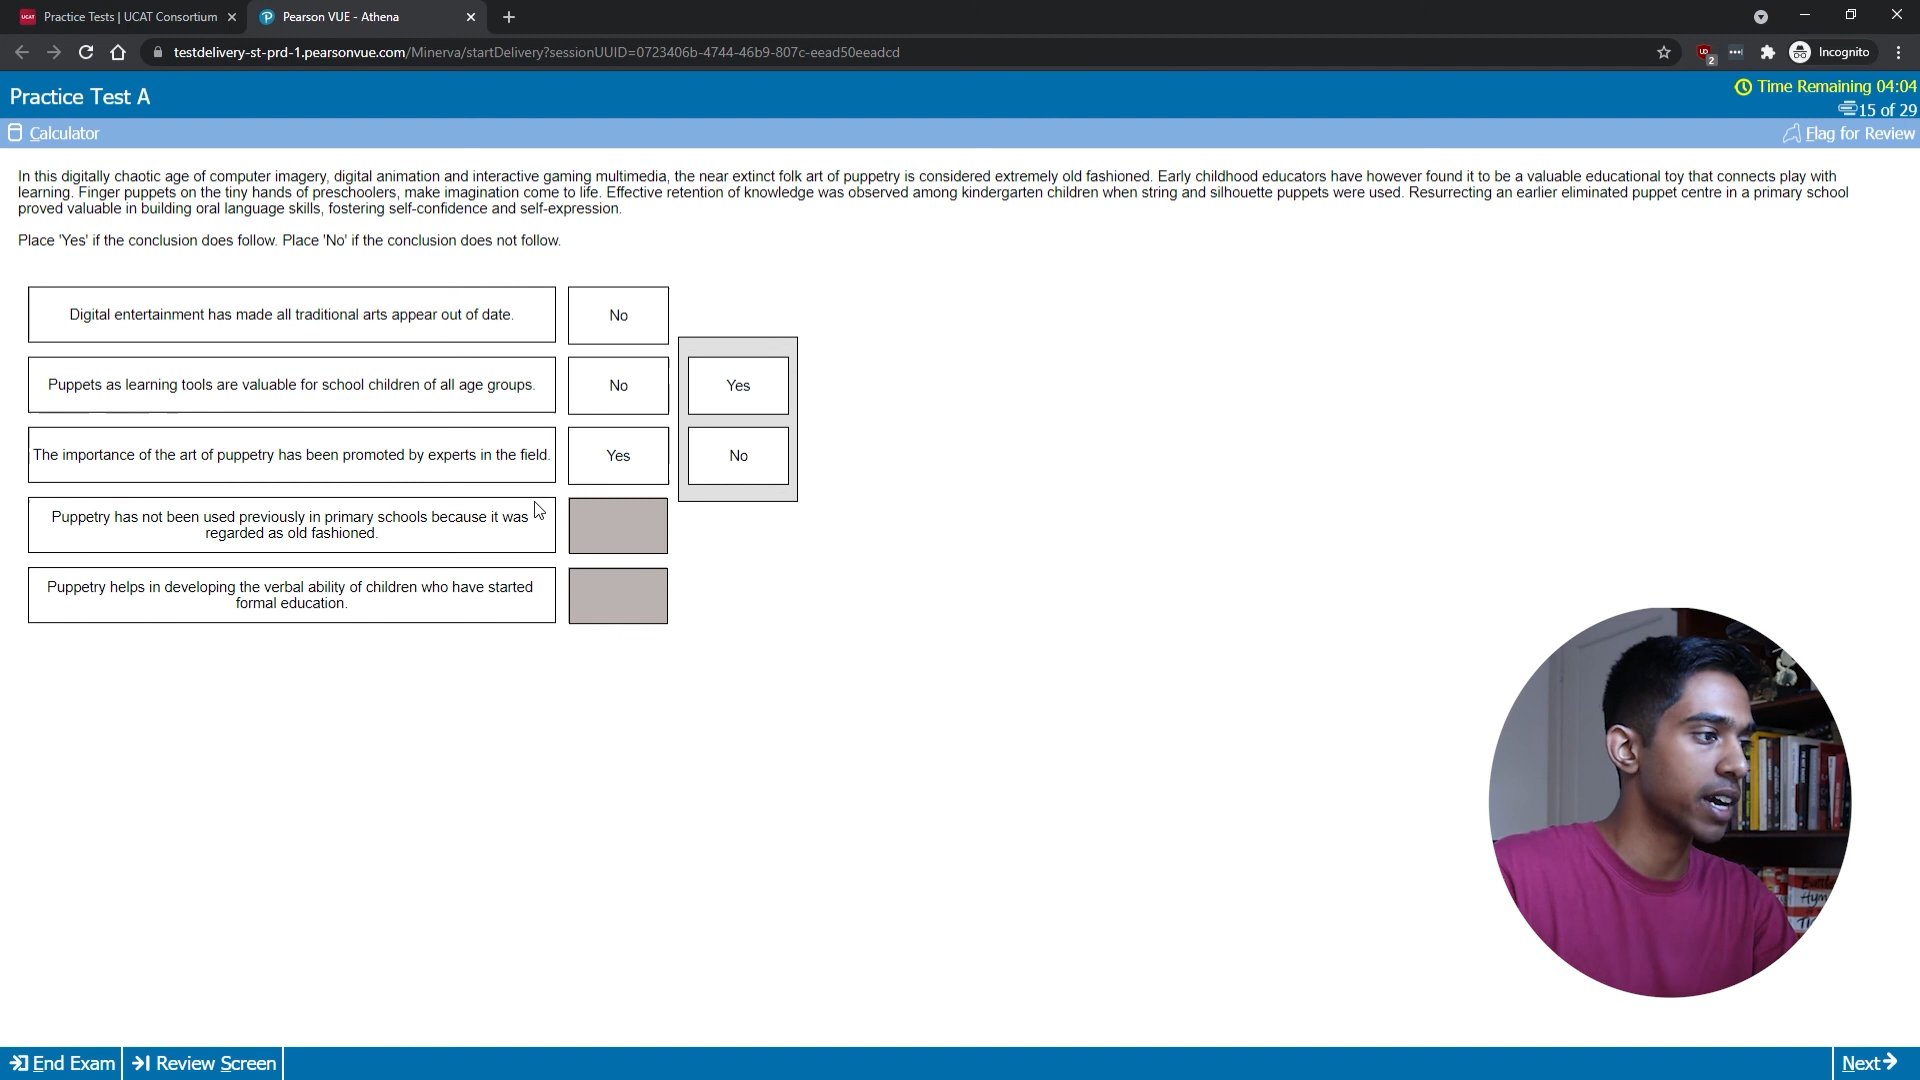 Practice Tests | UCAT Consortium
Pearson VUE - Athena
testdelivery-st-prd-1.pearsonvue.com/Minerva/startDelivery?sessionUUID=0723406b-4744-46b9-807c-eead50eeadcd
2
Incognito
Practice Test A
Time Remaining 04:04
15 of 29
Calculator
Flag for Review
In this digitally chaotic age of computer imagery, digital animation and interactive gaming multimedia, the near extinct folk art of puppetry is considered extremely old fashioned. Early childhood educators have however found it to be a valuable educational toy that connects play with
learning. Finger puppets on the tiny hands of preschoolers, make imagination come to life. Effective retention of knowledge was observed among kindergarten children when string and silhouette puppets were used. Resurrecting an earlier eliminated puppet centre in a primary school
proved valuable in building oral language skills, fostering self-confidence and self-expression.
Place 'Yes' if the conclusion does follow. Place 'No' if the conclusion does not follow.
Digital entertainment has made all traditional arts appear out of date.
No
Puppets as learning tools are valuable for school children of all age groups.
No
Yes
The importance of the art of puppetry has been promoted by experts in the field.
Yes
No
Puppetry has not been used previously in primary schools because it was
regarded as old fashioned.
Puppetry helps in developing the verbal ability of children who have started
formal education.
End Exam
Review Screen
Next